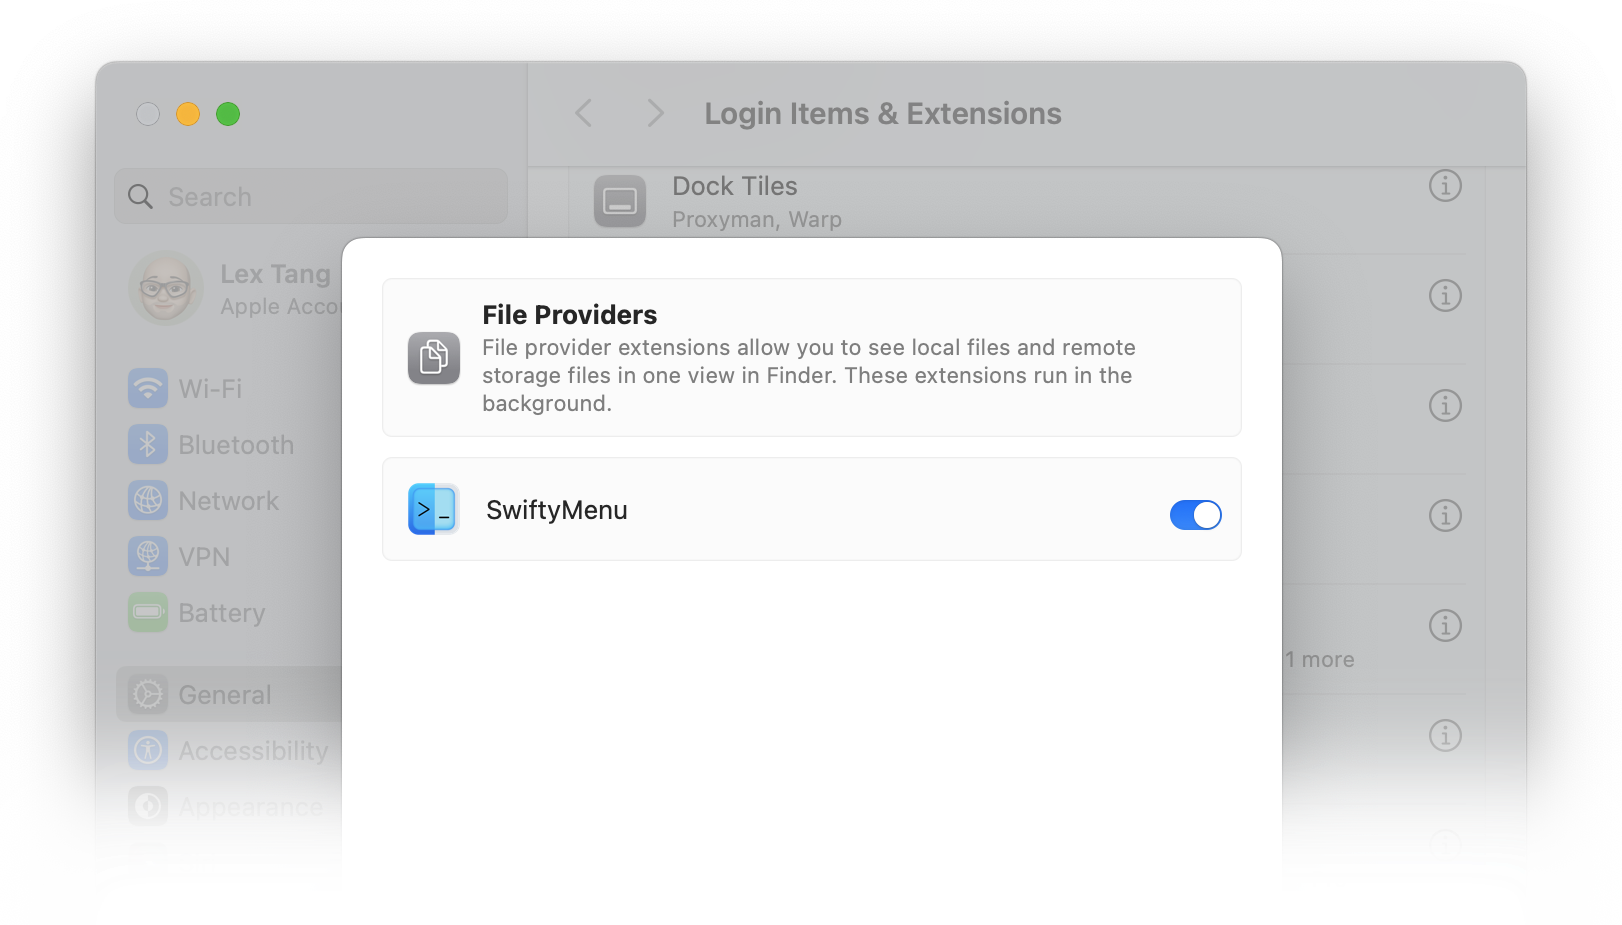 Login Items & Extensions
Search
Dock Tiles
Proxyman, Warp
Lex Tang
Apple Accou
Wi-Fi
Bluetooth
Network
VPN
Battery
General
Accessibility
Appearance
File Providers
File provider extensions allow you to see local files and remote
storage files in one view in Finder. These extensions run in the
background.
SwiftyMenu
1 more